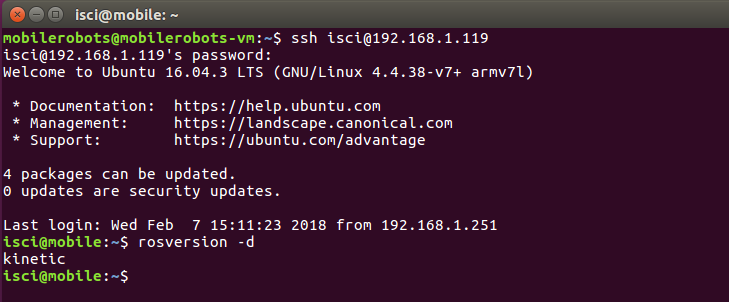 isci@mobile: ~
mobilerobots@mobilerobots-vm:~$ ssh isci@192.168.1.119
isci@192.168.1.119's password:
Welcome to Ubuntu 16.04.3 LTS (GNU/Linux 4.4.38-v7+ armv7l)
* Documentation:  https://help.ubuntu.com
* Management:     https://landscape.canonical.com
* Support:        https://ubuntu.com/advantage
4 packages can be updated.
0 updates are security updates.
Last login: Wed Feb  7 15:11:23 2018 from 192.168.1.251
isci@mobile:~$ rosversion -d
kinetic
isci@mobile:~$